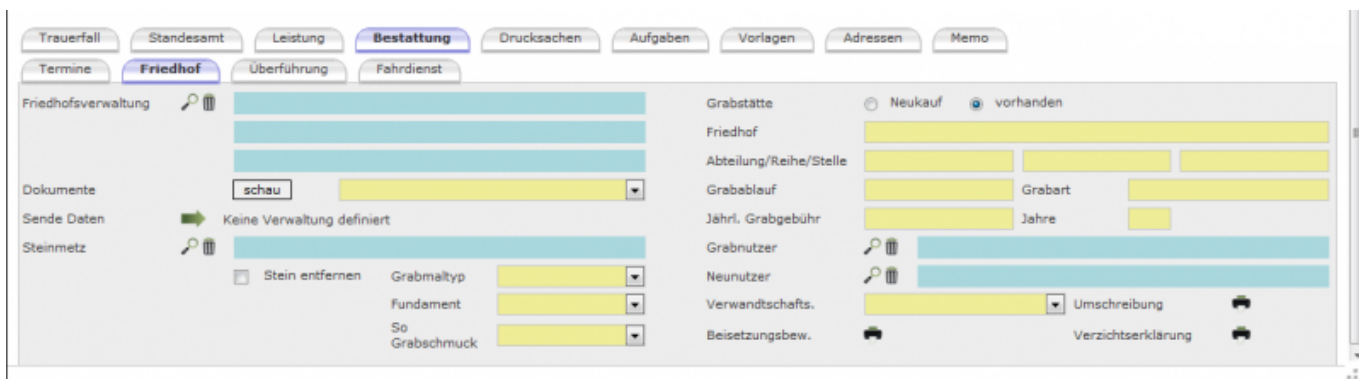 Trauerfall Standesamt Leistung Bestattung Drucksachen Aufgaben Vorlagen Adressen Memo
Termine Friedhof Überführung Fahrdienst
Friedhofsverwaltung
Dokumente schau
Sende Daten Keine Verwaltung definiert
Steinmetz
Stein entfernen Grabmaltyp
Fundament
So
Grabschmuck
Grabstätte Neukauf vorhanden
Friedhof
Abteilung/Reihe/Stelle
Grabablauf Grabart
Jährl. Grabgebühr Jahre
Grabnutzer
Neunutzer
Verwandtschafts. Umschreibung
Beisetzungsbew. Verzichtserklärung